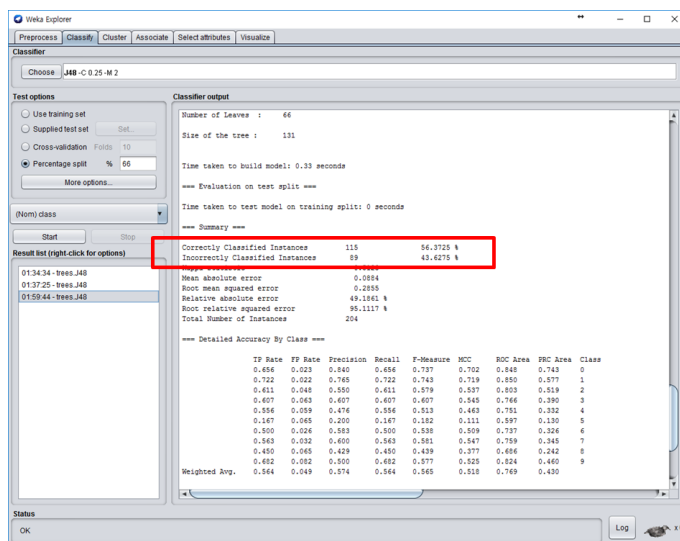 Weka Explorer
Preprocess Classify Cluster Associate Select attributes Visualize
Classifier
Choose J48 -C 0.25 -M 2
Test options
Use training set
Supplied test set Set...
Cross-validation Folds 10
Percentage split % 66
More options...
(Nom) class
Start Stop
Result list (right-click for options)
01:34:34 - trees.J48
01:37:25 - trees.J48
01:59:44 - trees.J48
Classifier output
Number of Leaves : 66
Size of the tree : 131
Time taken to build model: 0.33 seconds
=== Evaluation on test split ===
Time taken to test model on training split: 0 seconds
=== Summary ===
Correctly Classified Instances 115 56.3725 %
Incorrectly Classified Instances 89 43.6275 %
Mean absolute error 0.0884
Root mean squared error 0.2855
Relative absolute error 49.1861 %
Root relative squared error 95.1117 %
Total Number of Instances 204
=== Detailed Accuracy By Class ===
TP Rate FP Rate Precision Recall F-Measure MCC ROC Area PRC Area Class
0.656 0.023 0.840 0.656 0.737 0.702 0.848 0.743 0
0.722 0.022 0.765 0.722 0.743 0.719 0.850 0.577 1
0.611 0.048 0.550 0.611 0.579 0.537 0.803 0.519 2
0.607 0.063 0.607 0.607 0.607 0.545 0.766 0.390 3
0.556 0.059 0.476 0.556 0.513 0.463 0.751 0.332 4
0.167 0.065 0.200 0.167 0.182 0.111 0.597 0.130 5
0.500 0.026 0.583 0.500 0.538 0.509 0.737 0.326 6
0.563 0.032 0.600 0.563 0.581 0.547 0.759 0.345 7
0.450 0.065 0.429 0.450 0.439 0.377 0.686 0.242 8
0.682 0.082 0.500 0.682 0.577 0.525 0.824 0.460 9
Weighted Avg. 0.564 0.049 0.574 0.564 0.565 0.518 0.769 0.430
Status
OK
Log
x